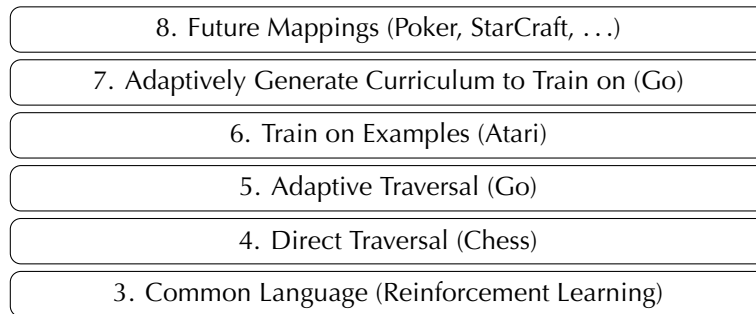 8. Future Mappings (Poker, StarCraft, ...)
7. Adaptively Generate Curriculum to Train on (Go)
6. Train on Examples (Atari)
5. Adaptive Traversal (Go)
4. Direct Traversal (Chess)
3. Common Language (Reinforcement Learning)